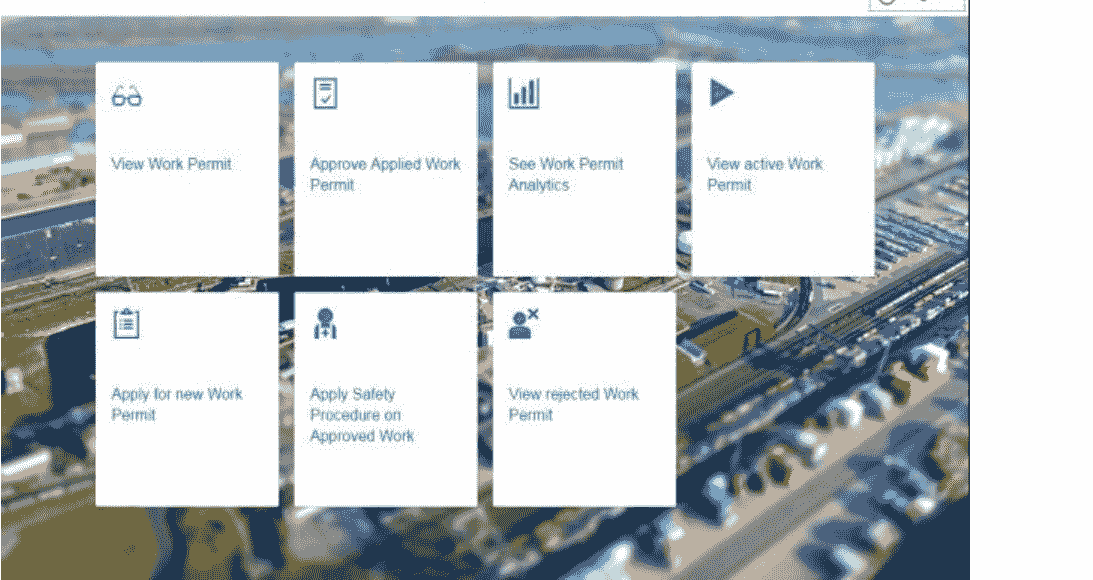 View Work Permit
Approve Applied Work
Permit
See Work Permit
Analytics
View active Work
Permit
Apply for new Work
Permit
Apply Safety
Procedure on
Approved Work
View rejected Work
Permit